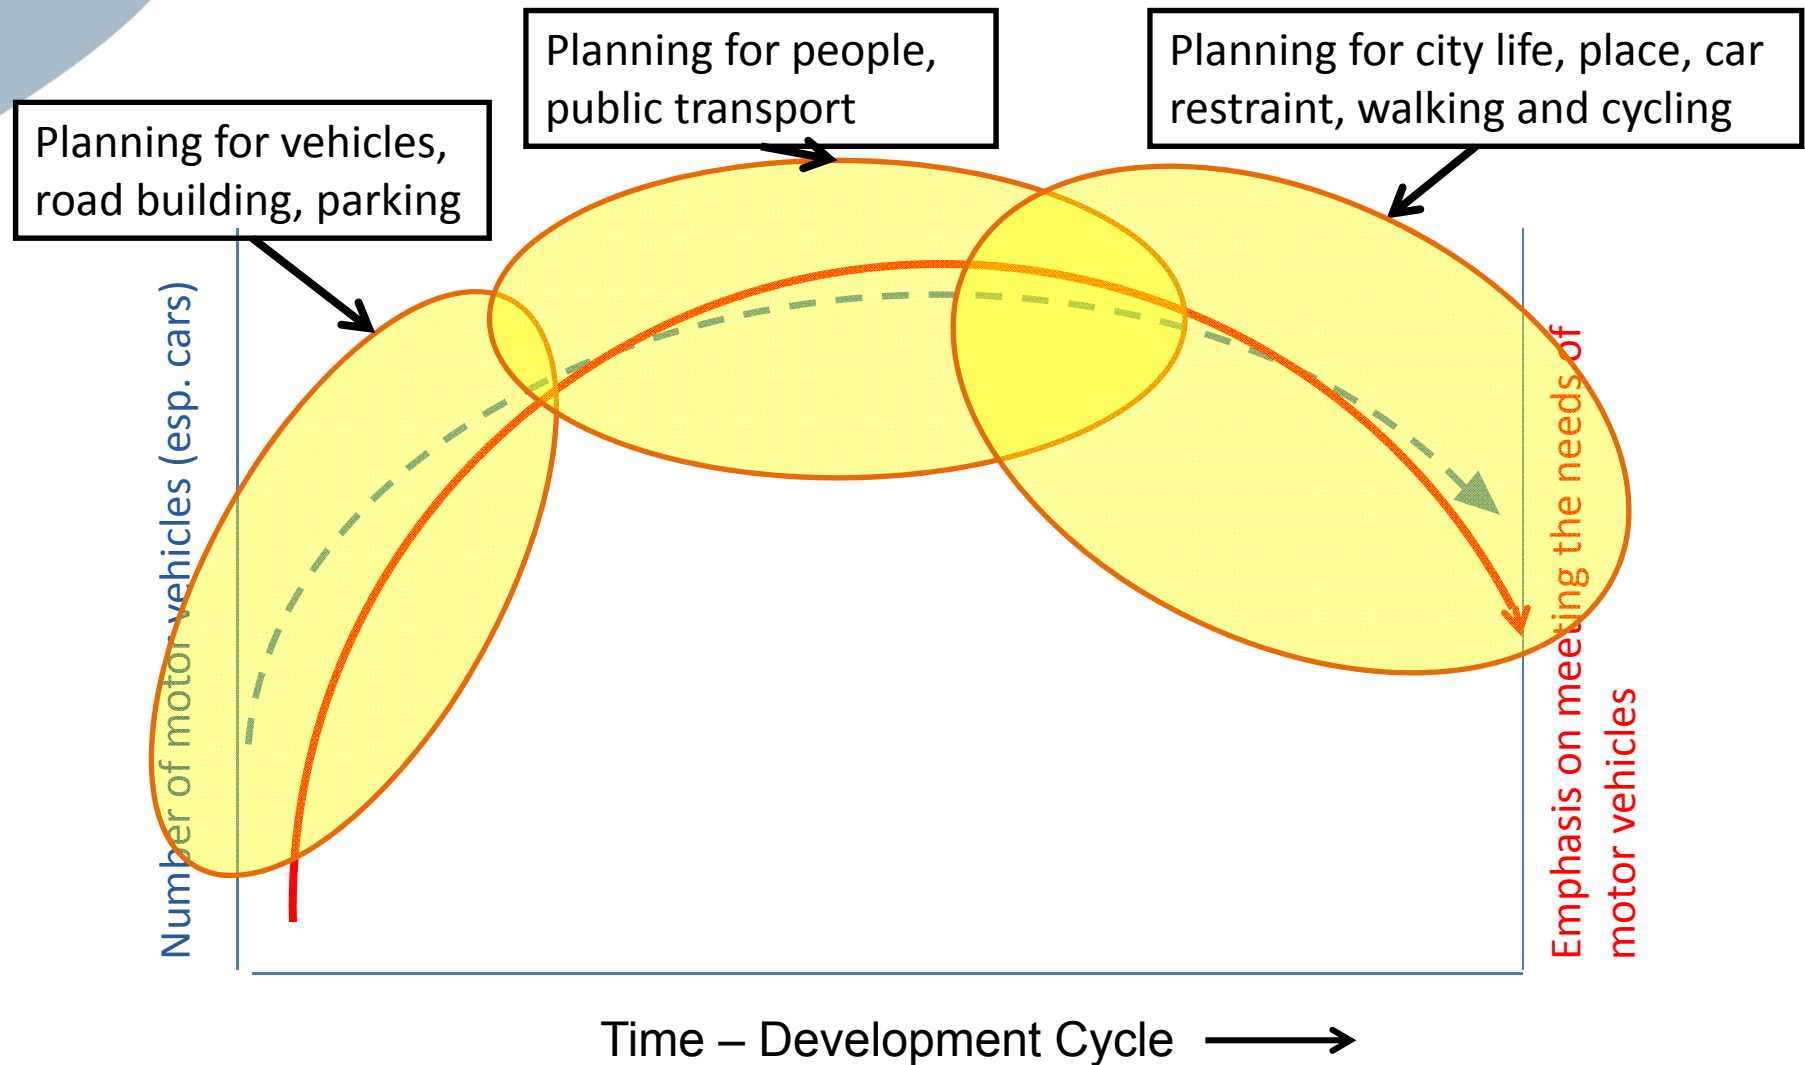 Planning for vehicles,
road building, parking
Planning for people,
public transport
Planning for city life, place, car
restraint, walking and cycling
Number of motor vehicles (esp. cars)
Emphasis on meeting the needs of
motor vehicles
Time – Development Cycle